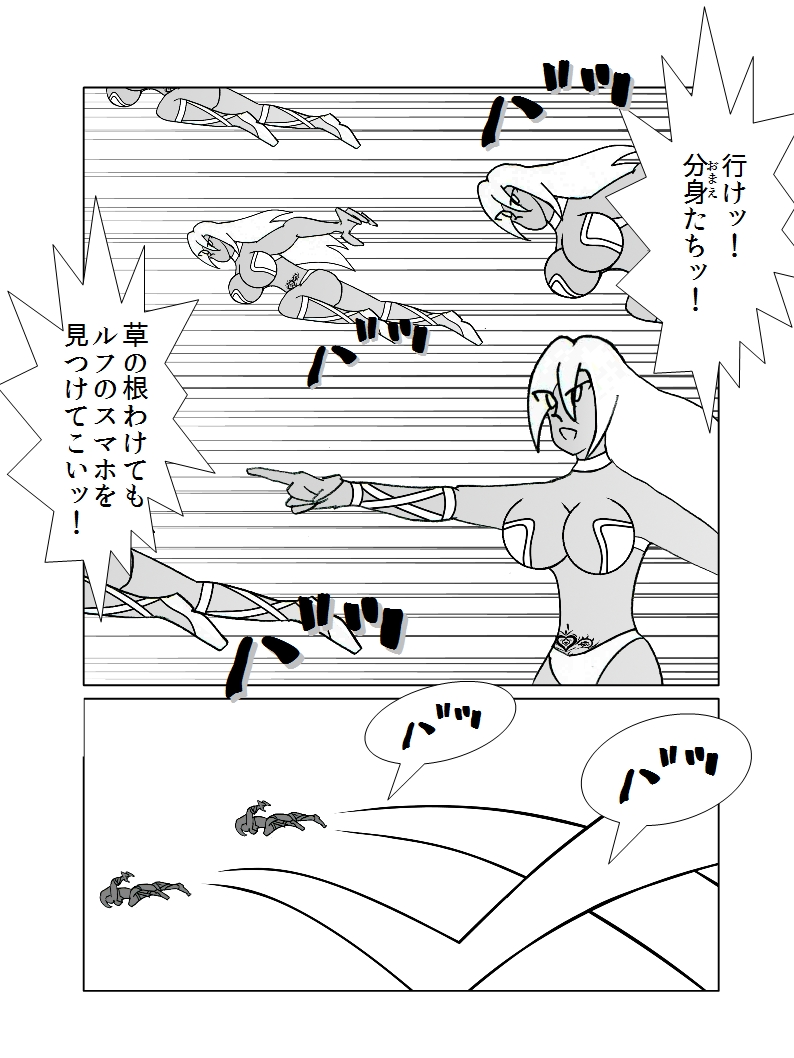 行けッ！
分身たちッ！
おまえ
バッ
バッ
草の根わけても
ルフのスマホを
見つけてこいッ！
バッ
バッ
バッ